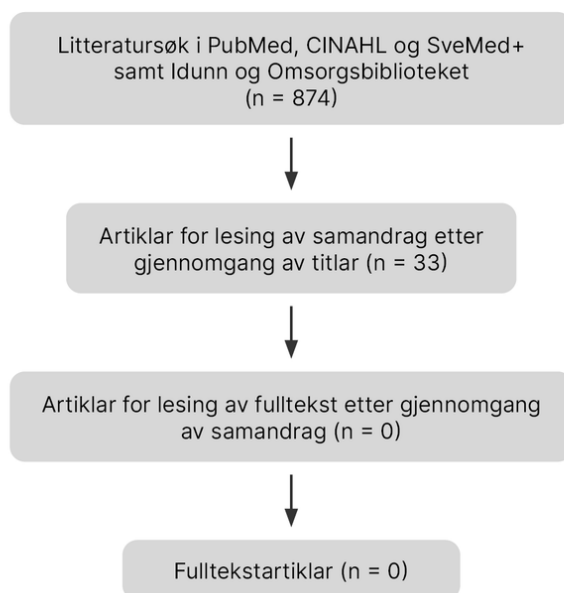 Litteratursøk i PubMed, CINAHL og SveMed+
samt Idunn og Omsorgsbiblioteket
(n = 874)
Artiklar for lesing av samandrag etter
gjennomgang av titlar (n = 33)
Artiklar for lesing av fulltekst etter gjennomgang
av samandrag (n = 0)
Fulltekstartiklar (n = 0)